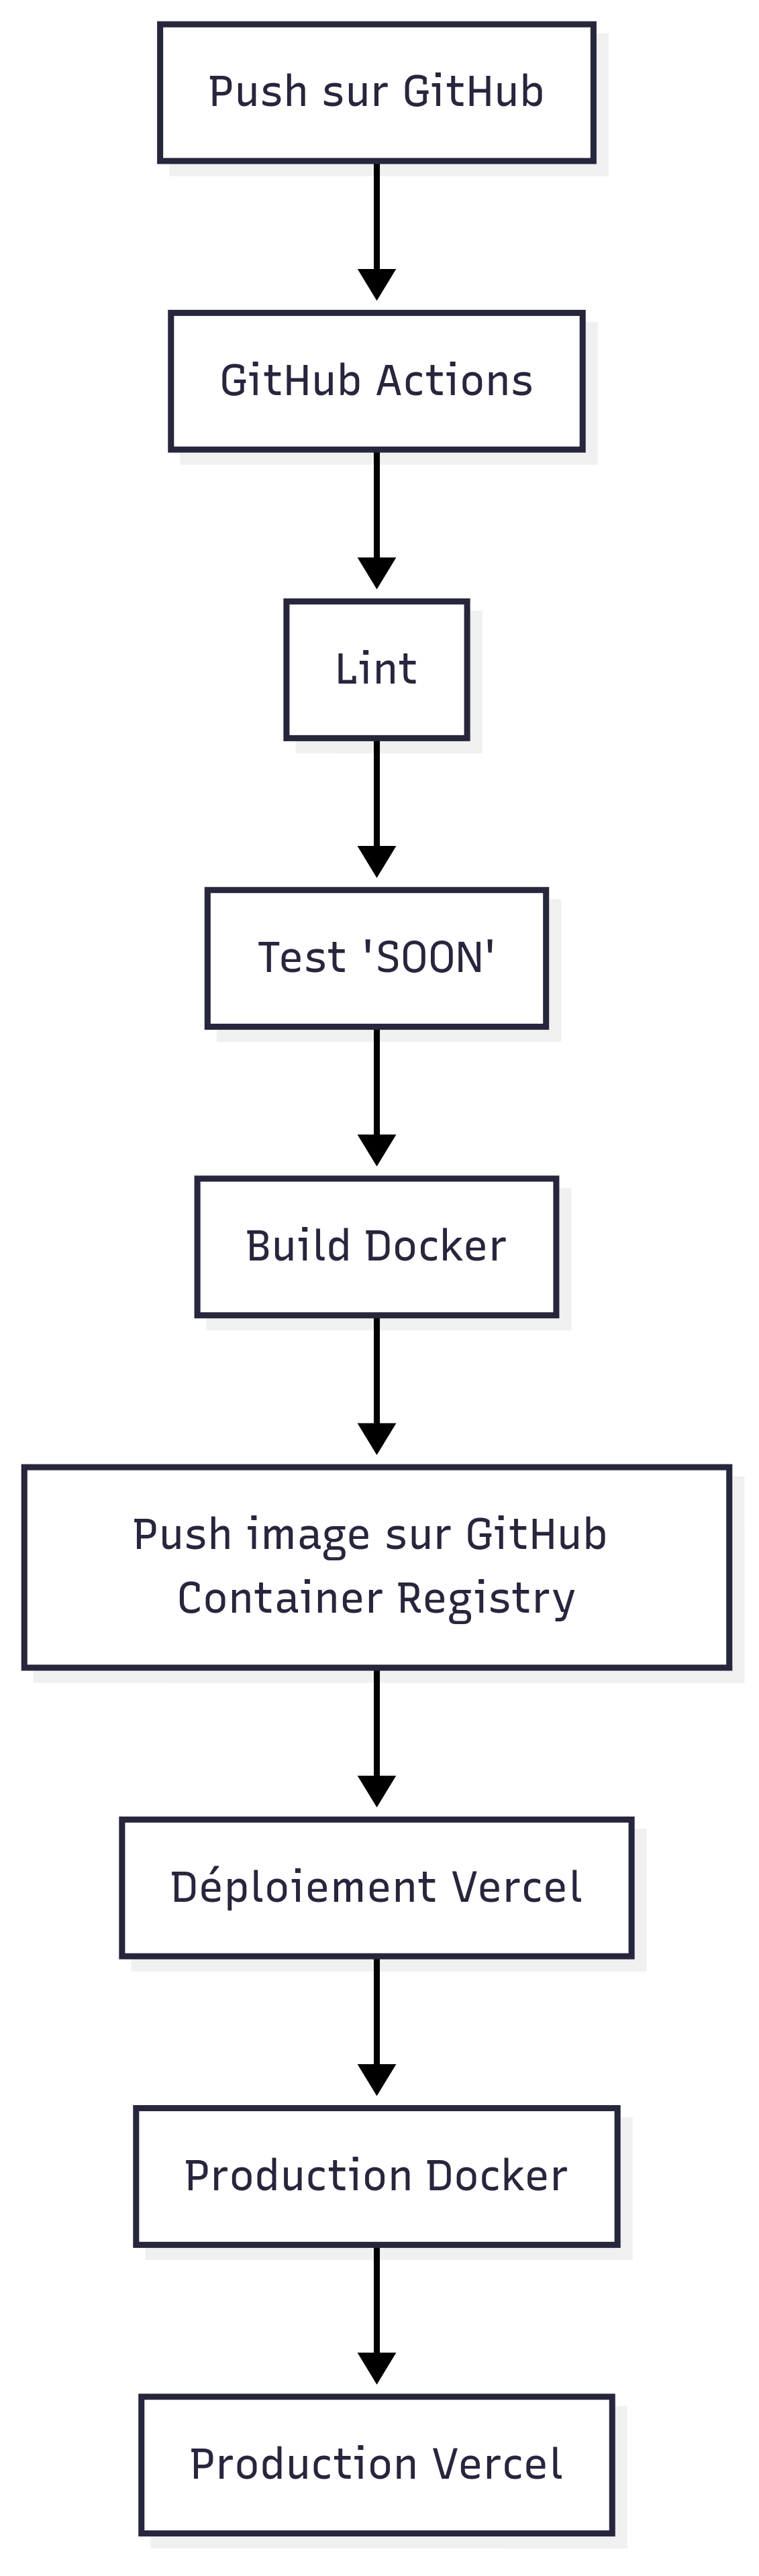 Push sur GitHub
GitHub Actions
Lint
Test 'SOON'
Build Docker
Push image sur GitHub
Container Registry
Déploiement Vercel
Production Docker
Production Vercel